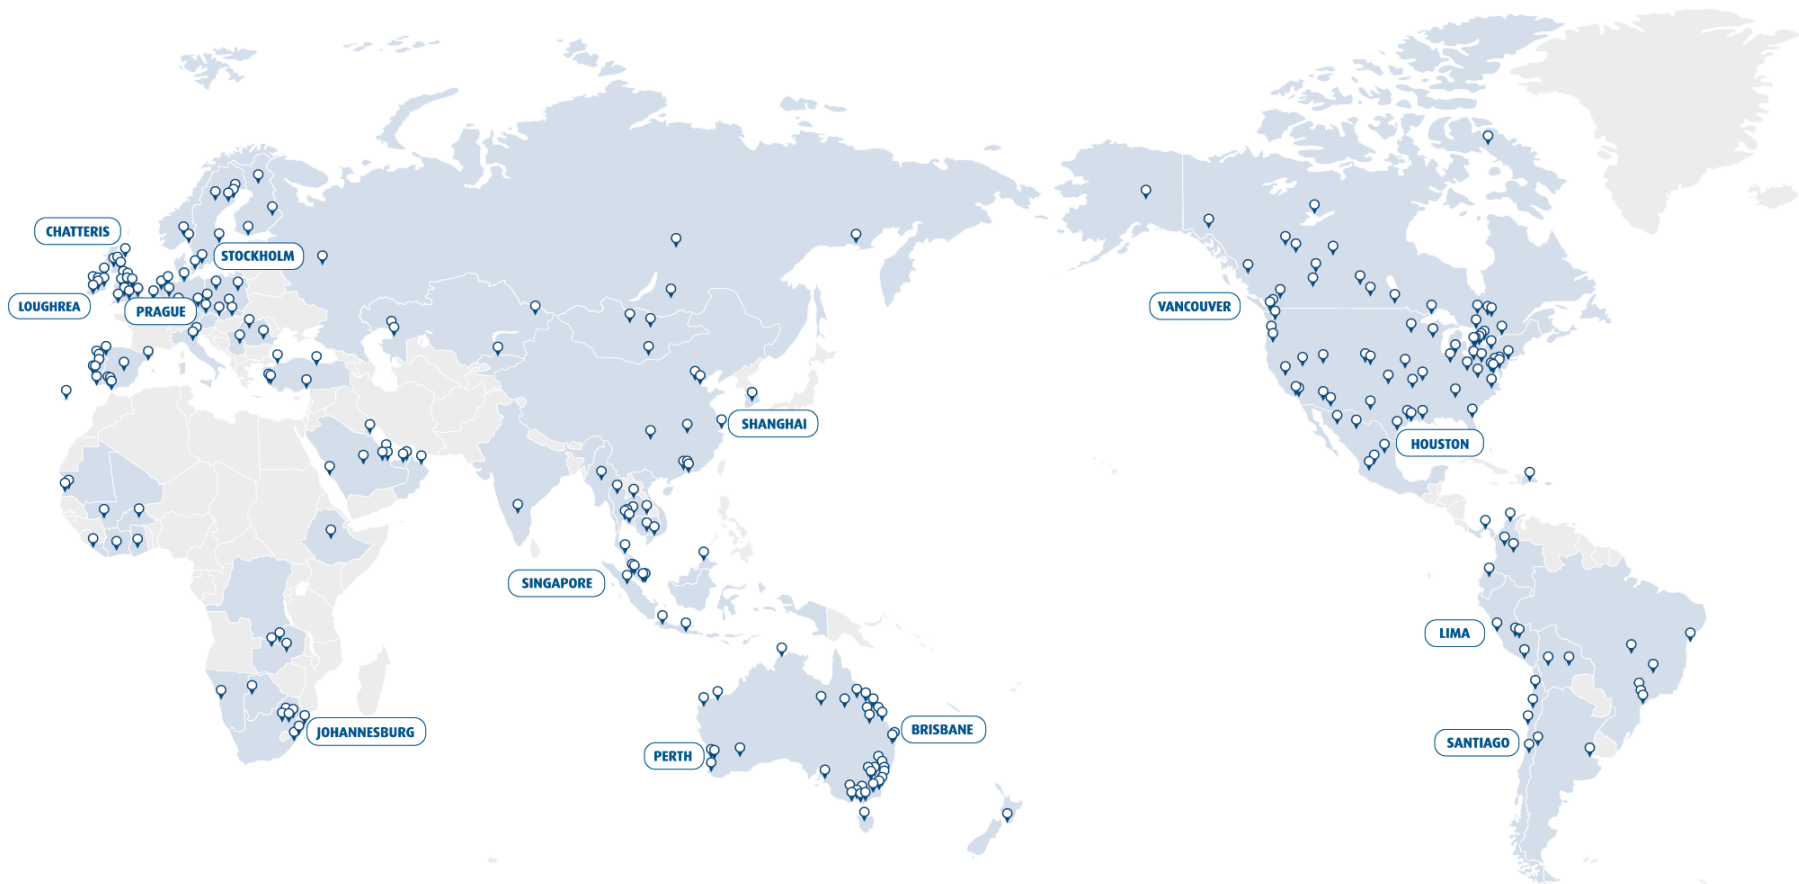 CHATTERIS
STOCKHOLM
LOUGHREA
PRAGUE
VANCOUVER
SHANGHAI
HOUSTON
SINGAPORE
LIMA
JOHANNESBURG
BRISBANE
PERTH
SANTIAGO